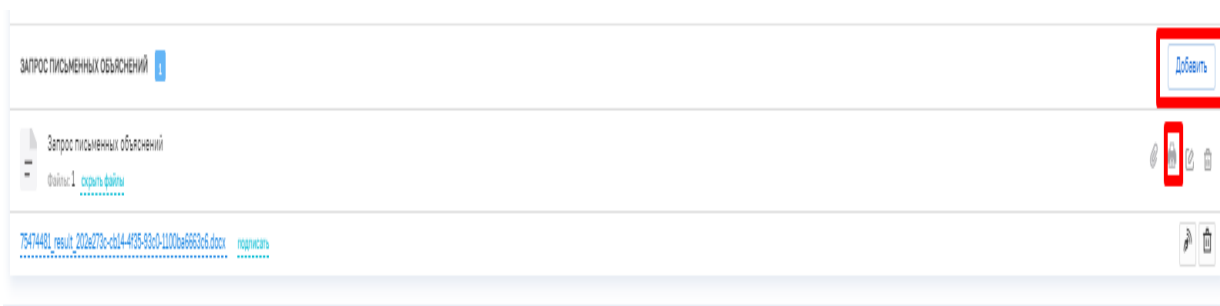 ЗАПРОС ПИСЬМЕННЫХ ОБЪЯСНЕНИЙ 1
Добавить
Запрос письменных объяснений
Файлы: 1 скрыть файлы
75474481_result_202e273c-cb14-4f35-93c0-1100ba6663c6.docx подписать